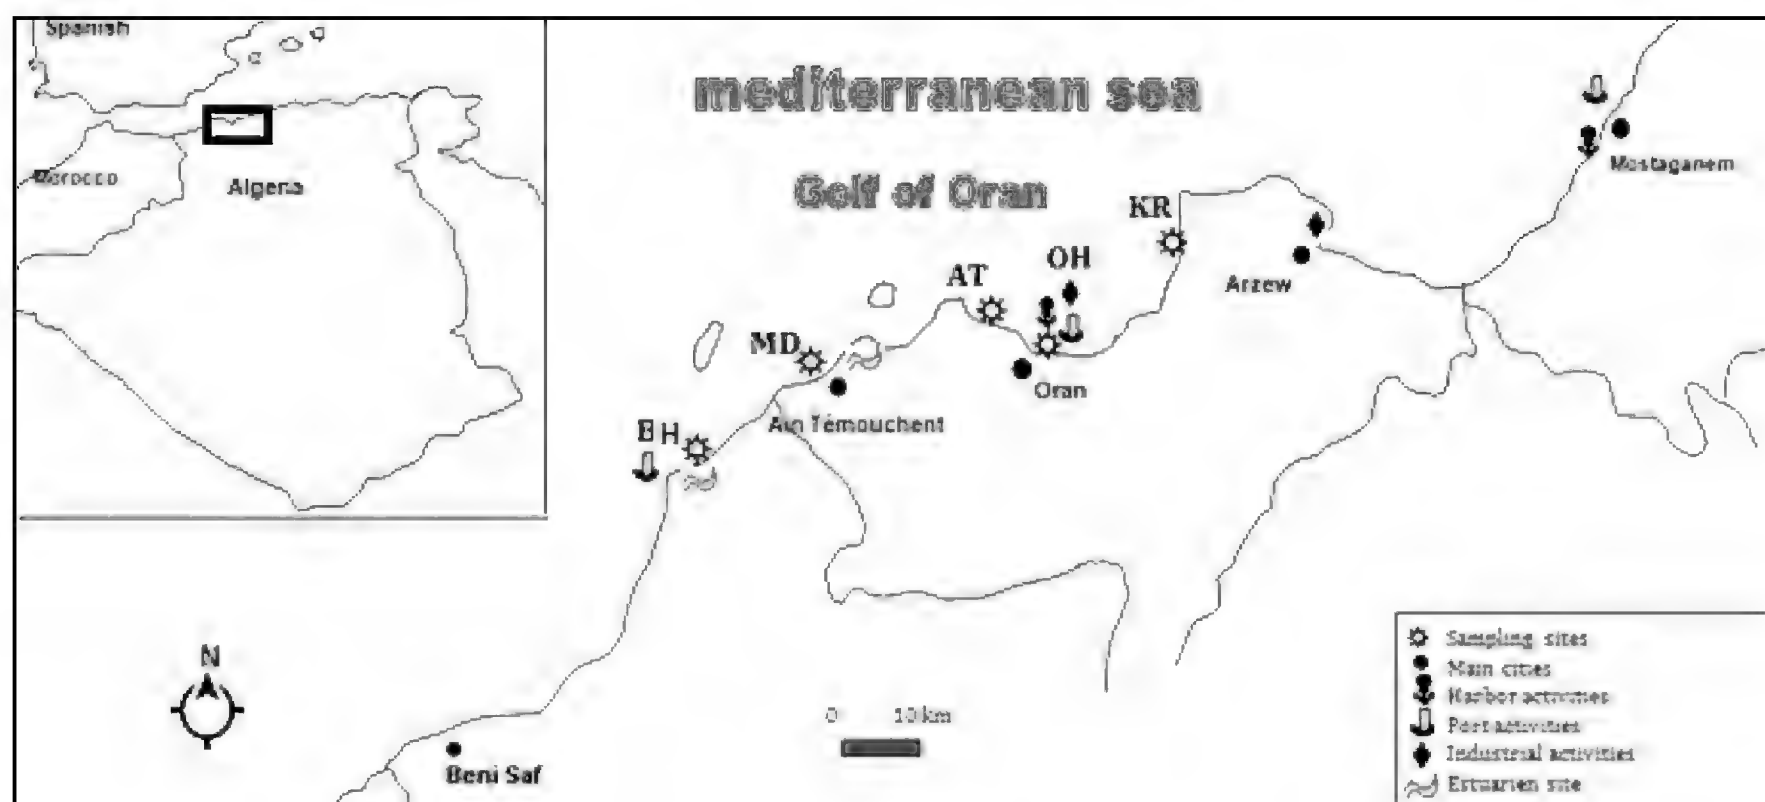 Spanish
Morocco
Algeria
mediterranean sea
Golf of Oran
KR
OH
AT
MD
BH
Mostaganem
Arzew
Oran
Ain Témouchent
Beni Saf
N
0 10 km
Sampling sites
Main cities
Harbor activities
Port activities
Industrial activities
Estuarien site